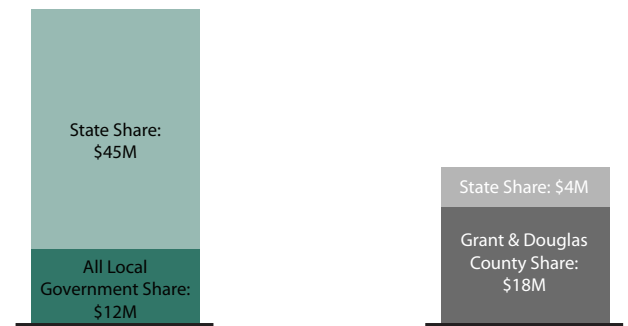 State Share:
$45M
All Local
Government Share:
$12M
State Share: $4M
Grant & Douglas
County Share:
$18M